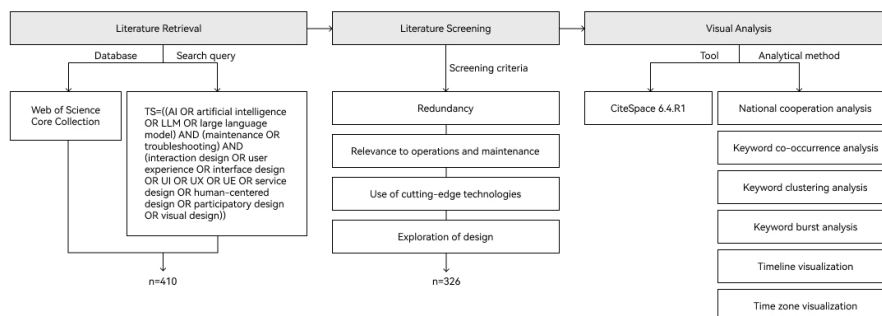 Literature Retrieval
Literature Screening
Visual Analysis
Database
Search query
Screening criteria
Tool
Analytical method
Web of Science
Core Collection
TS=((AI OR artificial intelligence
OR LLM OR large language
model) AND (maintenance OR
troubleshooting) AND
(interaction design OR user
experience OR interface design
OR UI OR UX OR UE OR service
design OR human-centered
design OR participatory design
OR visual design))
n=410
Redundancy
Relevance to operations and maintenance
Use of cutting-edge technologies
Exploration of design
n=326
CiteSpace 6.4.R1
National cooperation analysis
Keyword co-occurrence analysis
Keyword clustering analysis
Keyword burst analysis
Timeline visualization
Time zone visualization